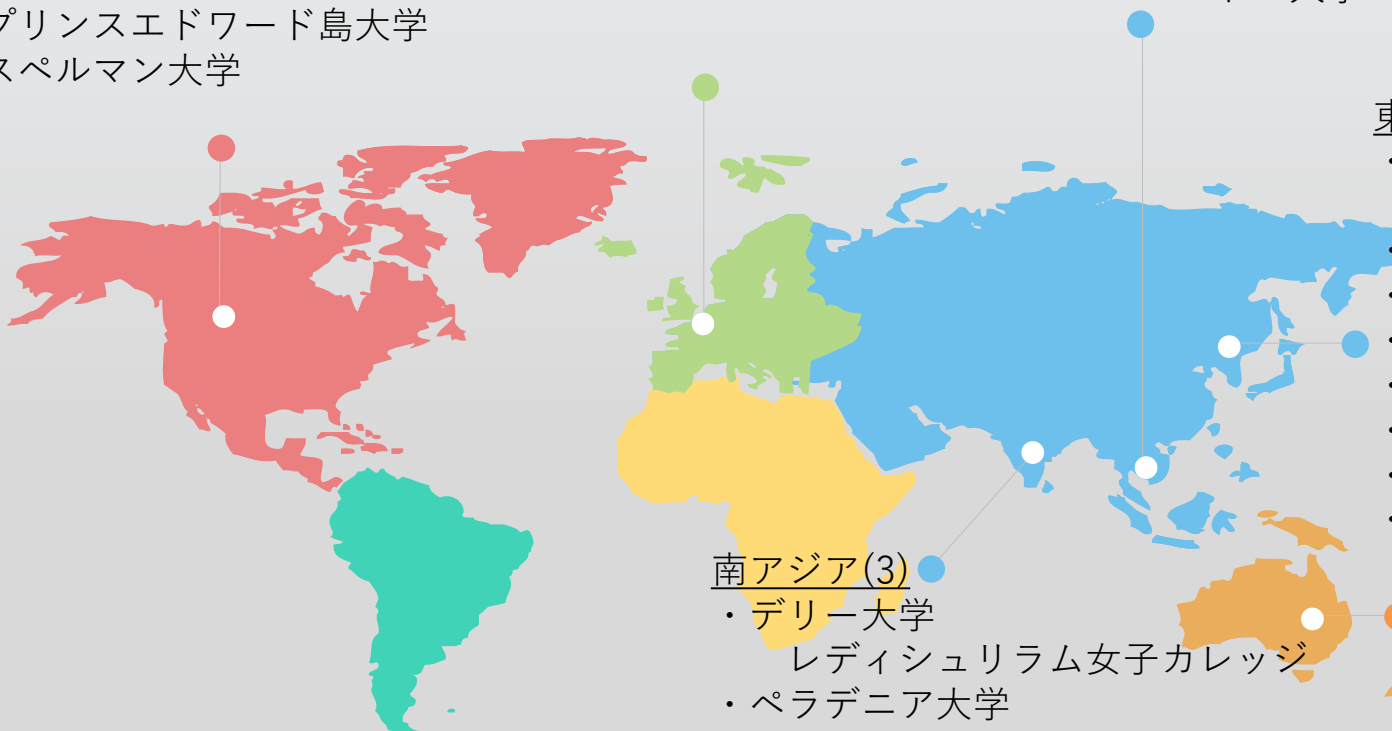 プリンスエドワード島大学
スペルマン大学
南アジア(3)
・デリー大学
レディシュリラム女子カレッジ
・ペラデニア大学